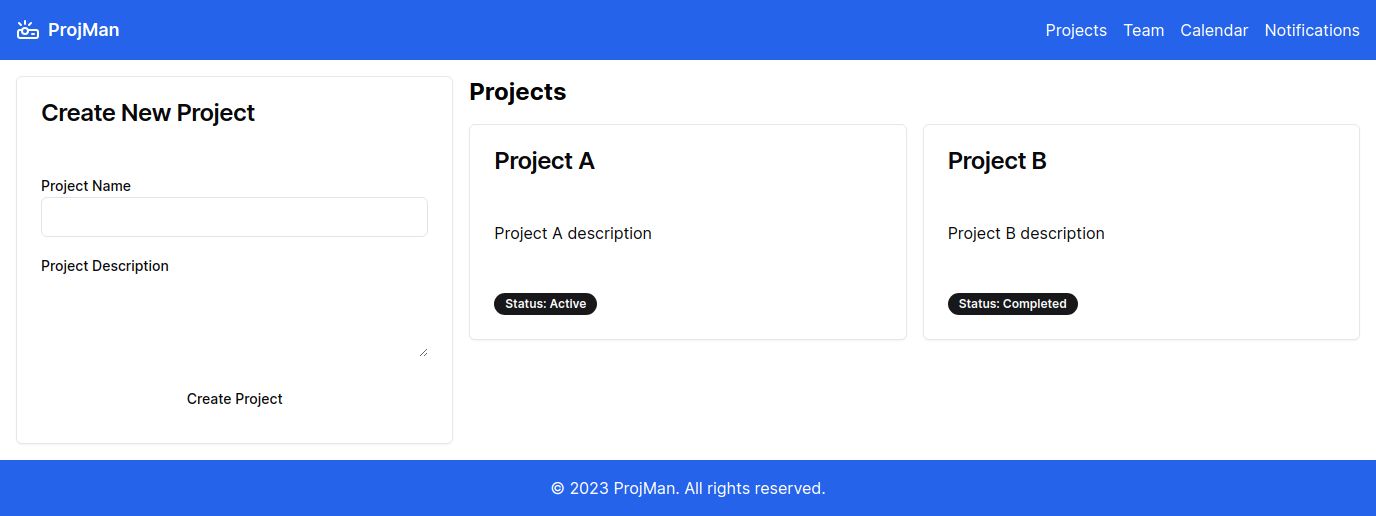 ProjMan
Projects Team Calendar Notifications
Create New Project
Project Name
Project Description
Create Project
Projects
Project A
Project A description
Status: Active
Project B
Project B description
Status: Completed
© 2023 ProjMan. All rights reserved.